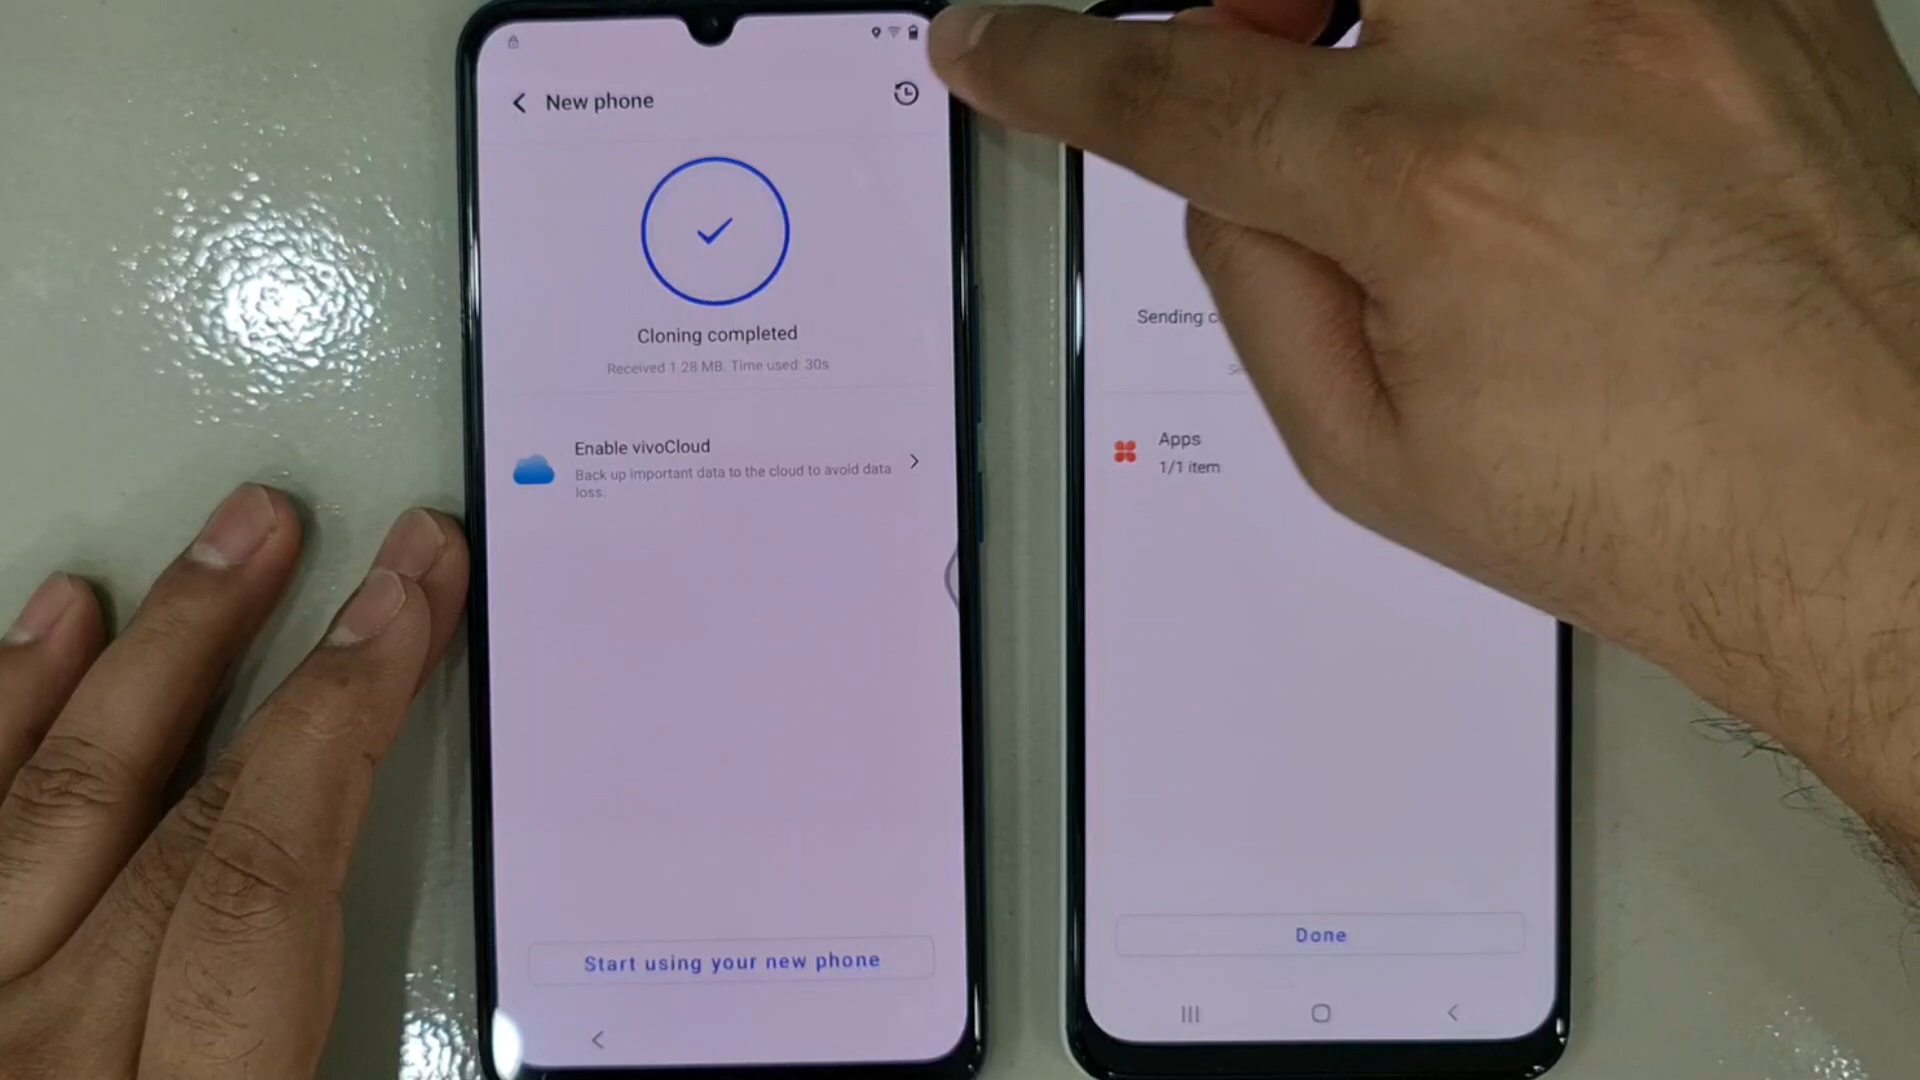 New phone
Cloning completed
Received 1 28 MB. Time used: 30s
Enable vivoCloud
Back up important data to the cloud to avoid data
loss.
Start using your new phone
Sending
Apps
1/1 item
Done